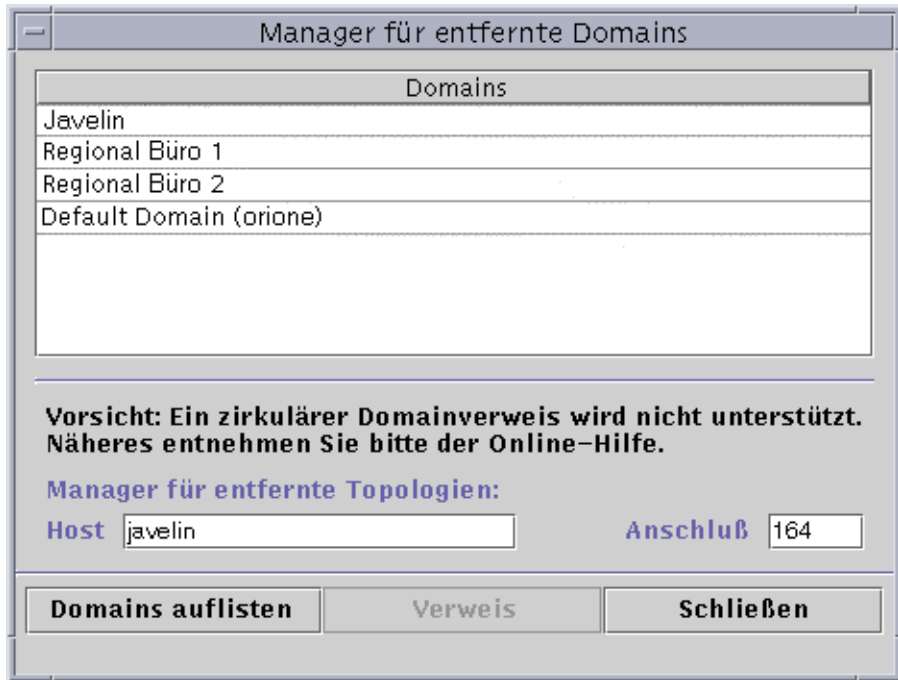 Manager für entfernte Domains
Domains
Javelin
Regional Büro 1
Regional Büro 2
Default Domain (orione)
Vorsicht: Ein zirkulärer Domainverweis wird nicht unterstützt.
Näheres entnehmen Sie bitte der Online-Hilfe.
Manager für entfernte Topologien:
Host javelin Anschluß 164
Domains auflisten Verweis Schließen